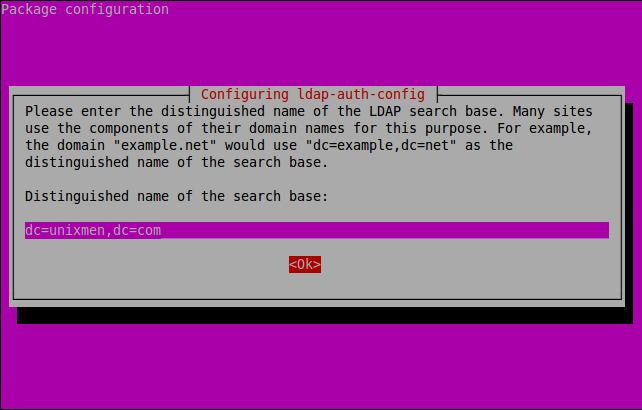 Package configuration
Configuring ldap-auth-config
Please enter the distinguished name of the LDAP search base. Many sites
use the components of their domain names for this purpose. For example,
the domain "example.net" would use "dc=example,dc=net" as the
distinguished name of the search base.
Distinguished name of the search base:
dc=unixmen,dc=com
<Ok>